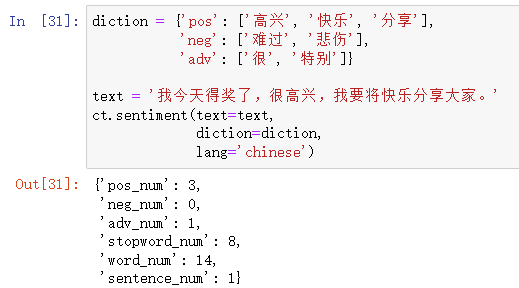 In [31]:
diction = {'pos': ['高兴', '快乐', '分享'],
'neg': ['难过', '悲伤'],
'adv': ['很', '特别']}
text = '我今天得奖了，很高兴，我要将快乐分享大家。'
ct.sentiment(text=text,
diction=diction,
lang='chinese')
Out[31]:
{'pos_num': 3,
'neg_num': 0,
'adv_num': 1,
'stopword_num': 8,
'word_num': 14,
'sentence_num': 1}